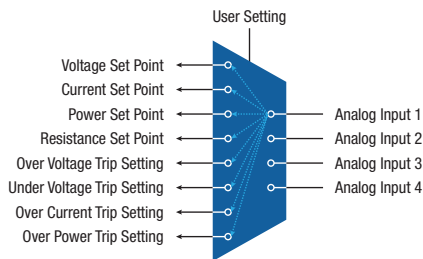 User Setting
Voltage Set Point
Current Set Point
Power Set Point
Resistance Set Point
Over Voltage Trip Setting
Under Voltage Trip Setting
Over Current Trip Setting
Over Power Trip Setting
Analog Input 1
Analog Input 2
Analog Input 3
Analog Input 4